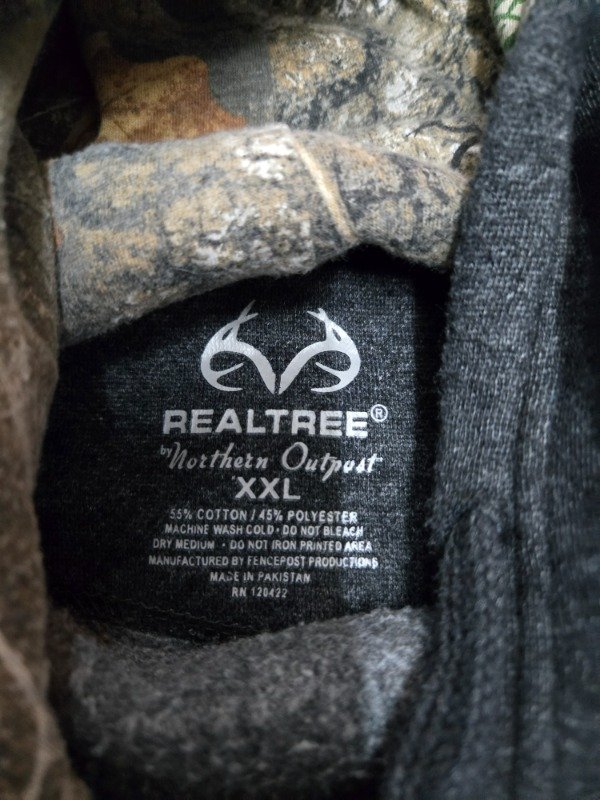 REALTREE®
by Northern Outpost
XXL
55% COTTON / 45% POLYESTER
MACHINE WASH COLD • DO NOT BLEACH
DRY MEDIUM • DO NOT IRON PRINTED AREA
MANUFACTURED BY FENCEPOST PRODUCTIONS
MADE IN PAKISTAN
RN 120422